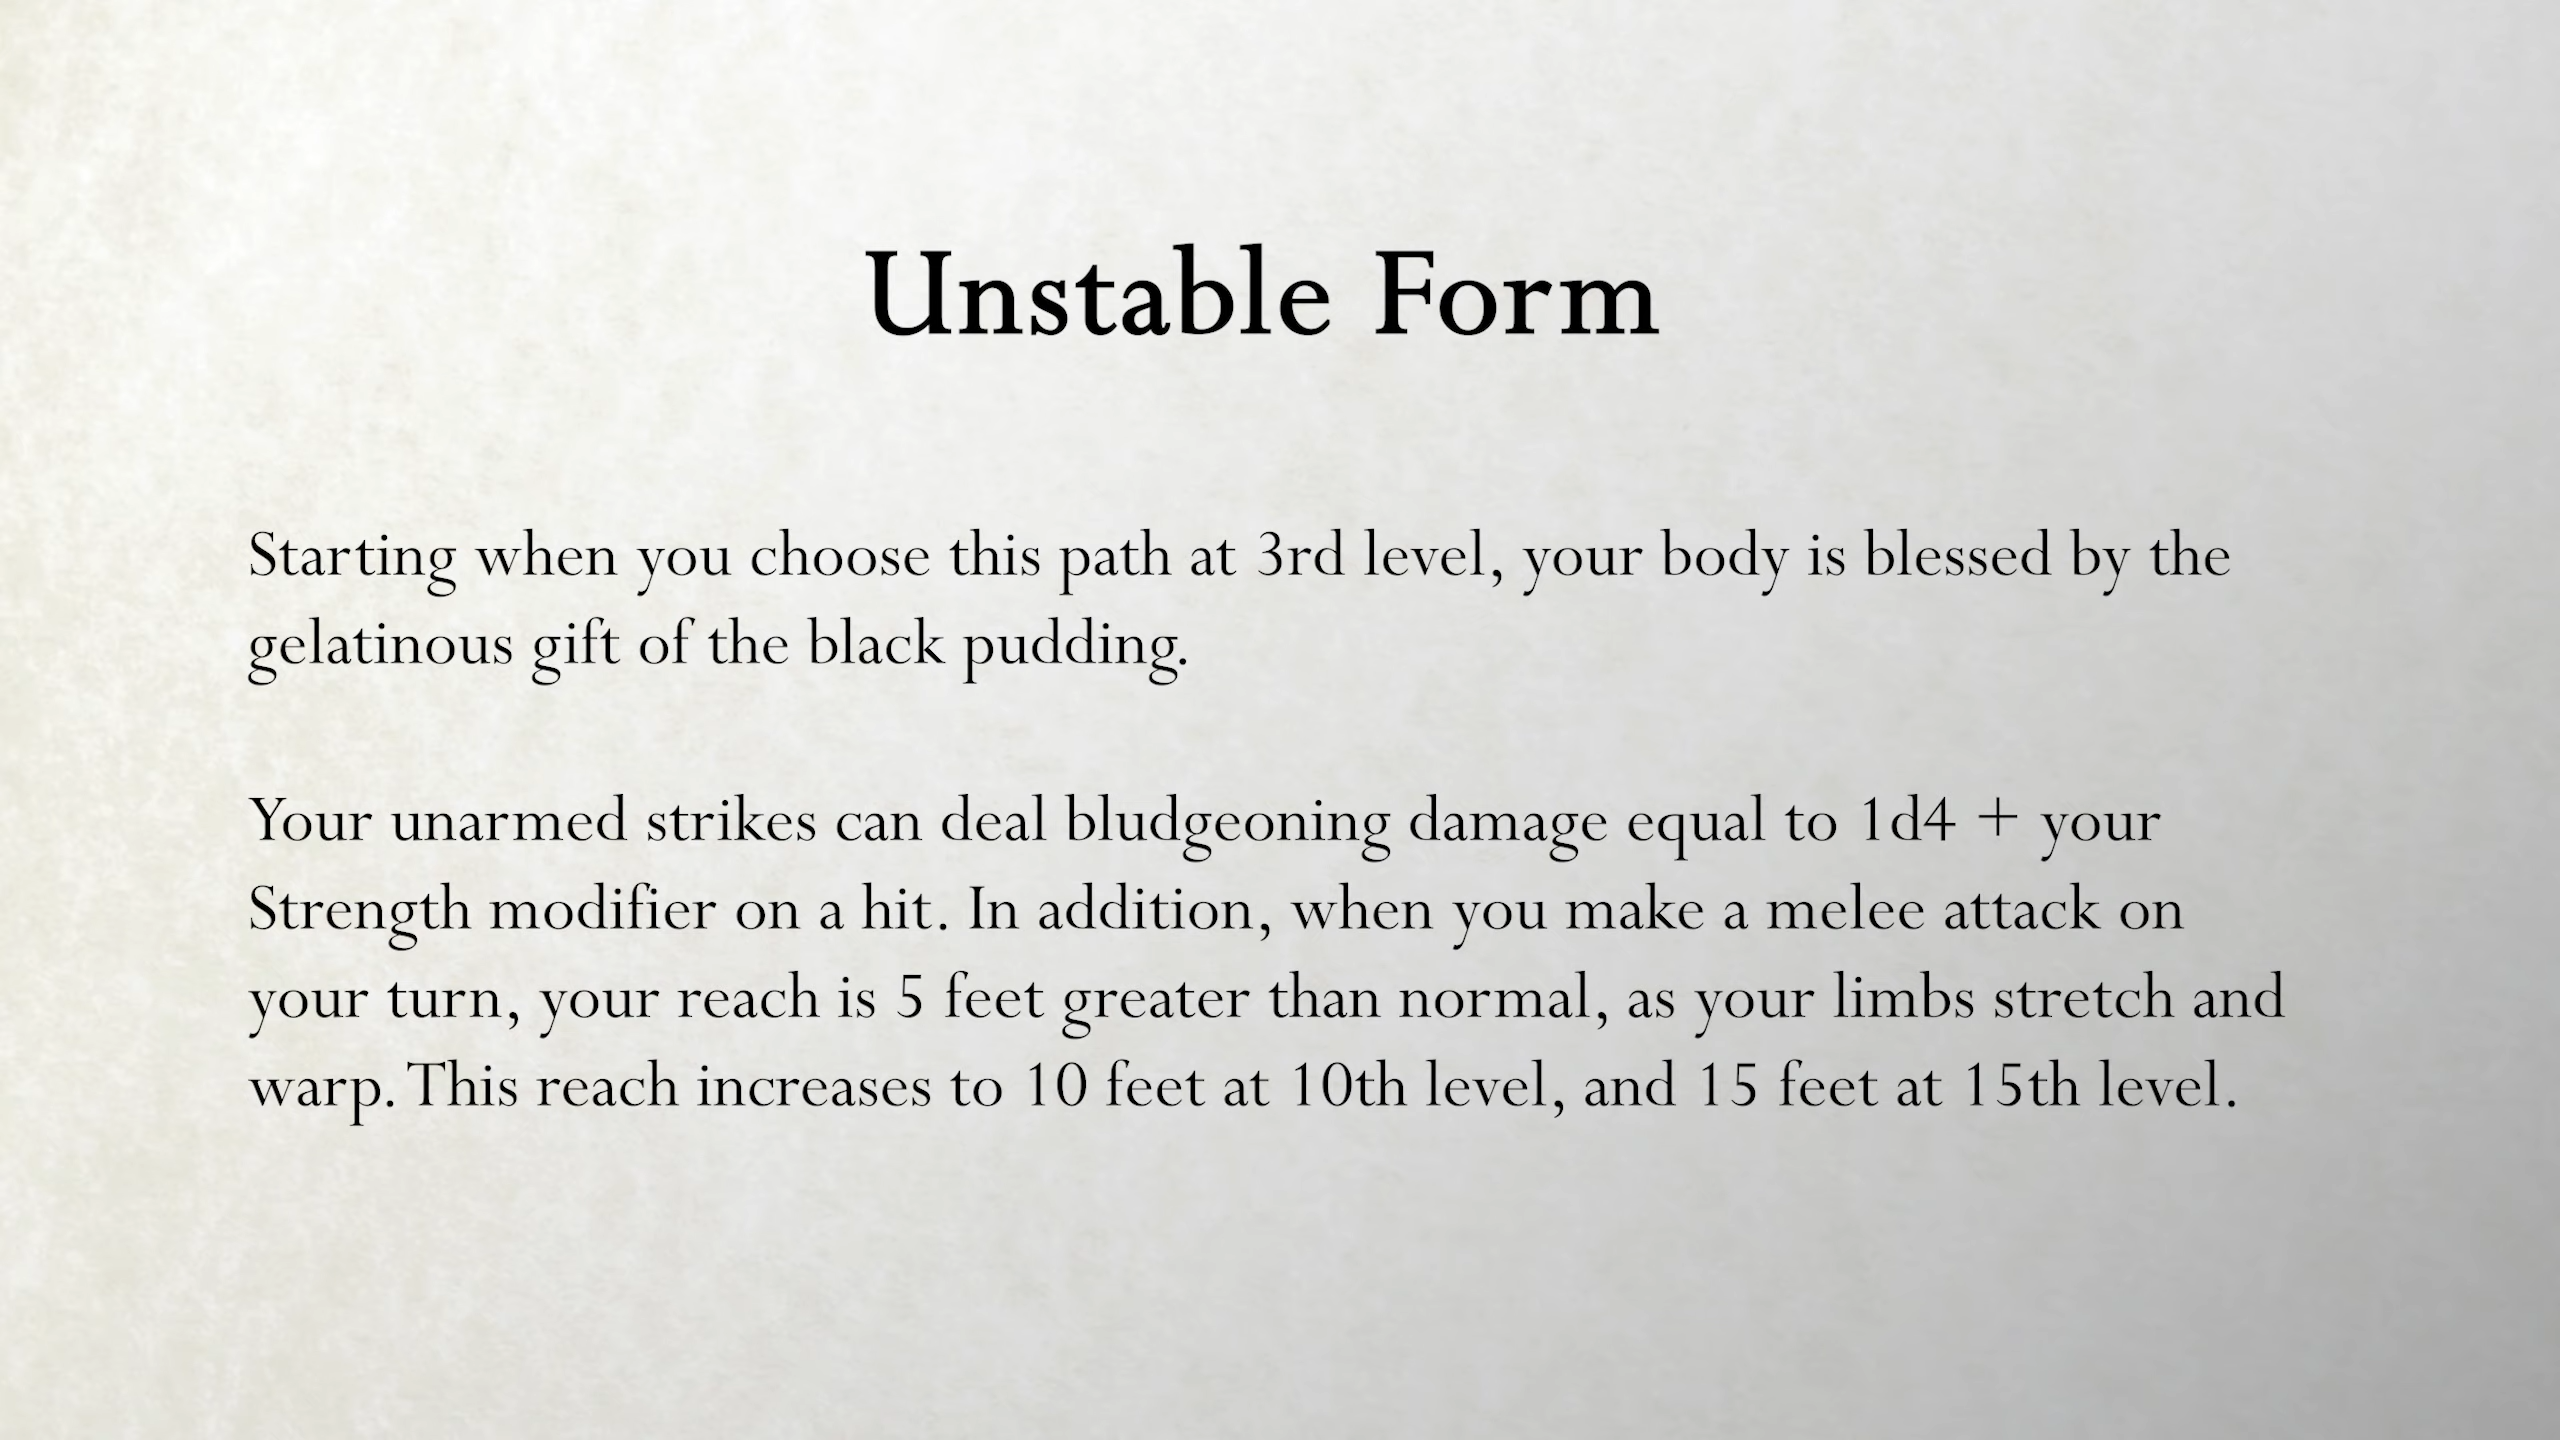 Unstable Form
Starting when you choose this path at 3rd level, your body is blessed by the
gelatinous gift of the black pudding.
Your unarmed strikes can deal bludgeoning damage equal to 1d4 + your
Strength modifier on a hit. In addition, when you make a melee attack on
your turn, your reach is 5 feet greater than normal, as your limbs stretch and
warp. This reach increases to 10 feet at 10th level, and 15 feet at 15th level.